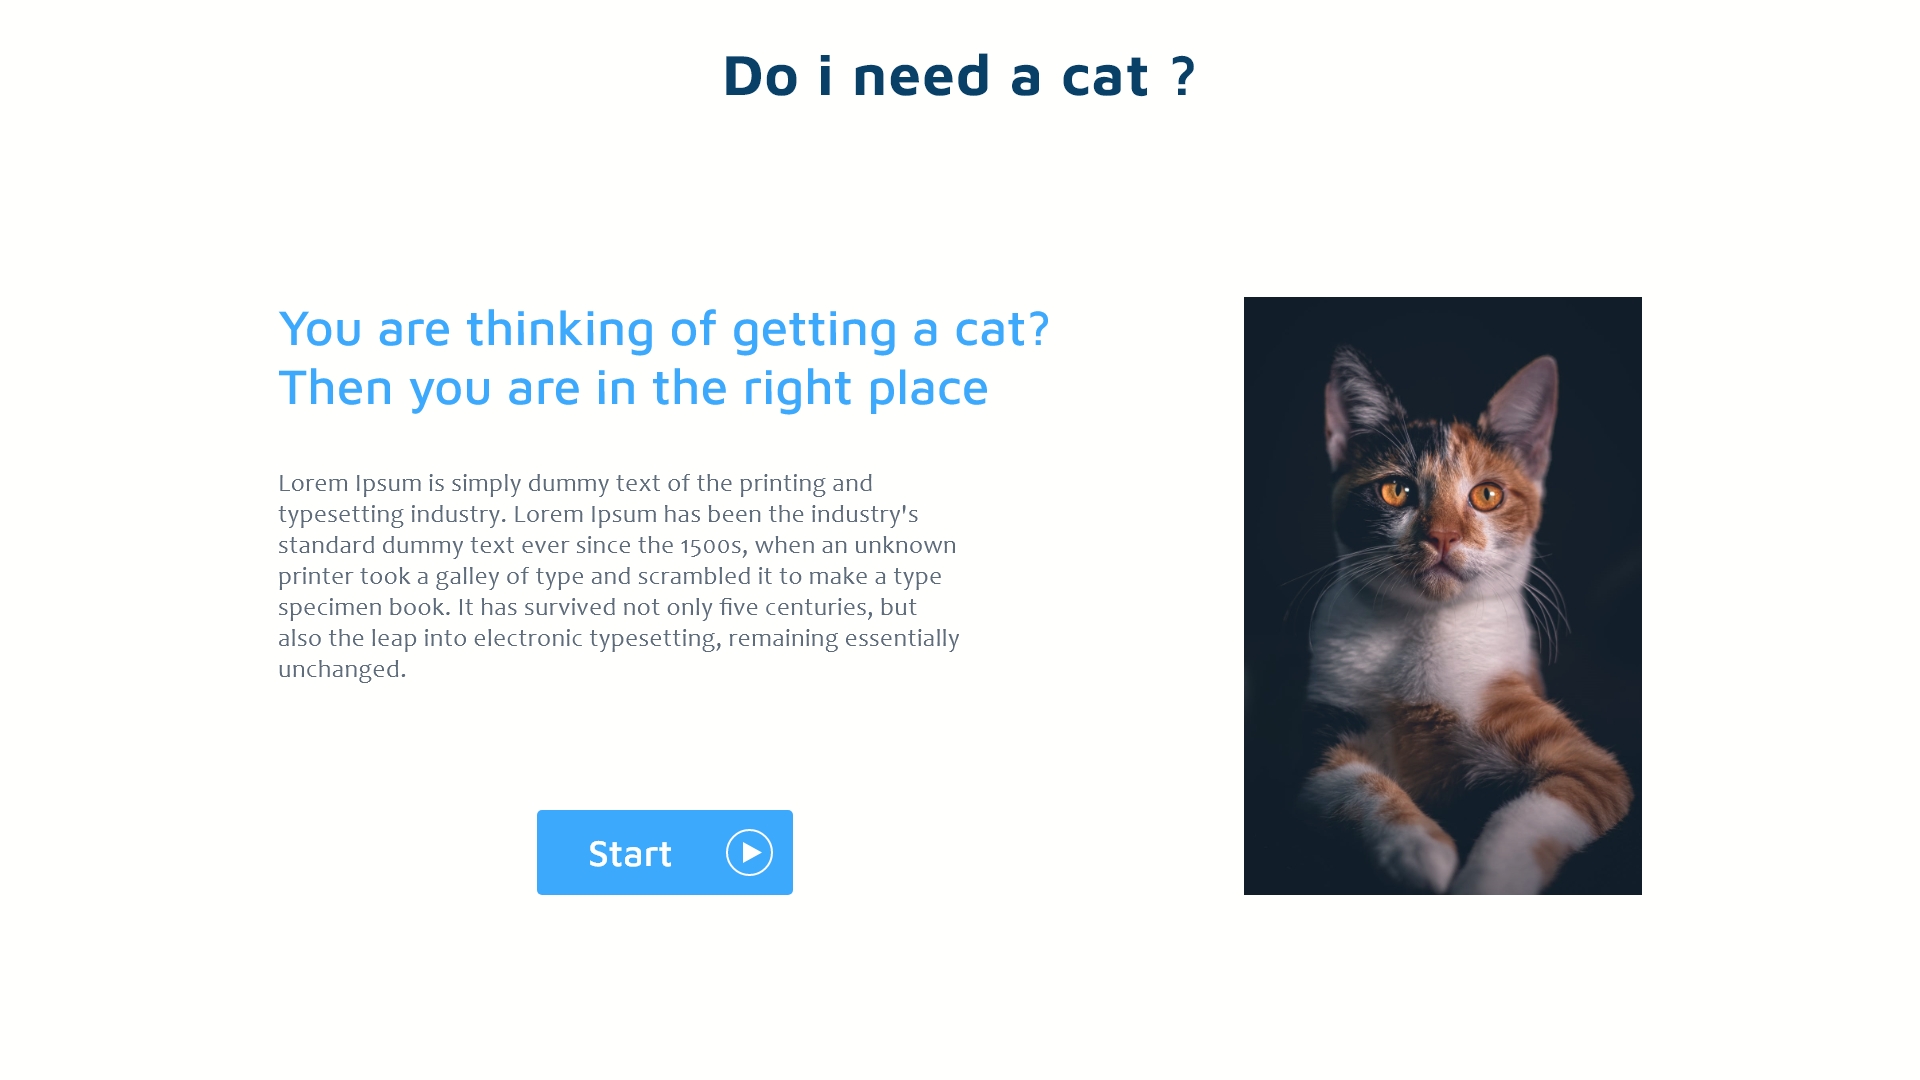 Do i need a cat ?
You are thinking of getting a cat?
Then you are in the right place
Lorem Ipsum is simply dummy text of the printing and
typesetting industry. Lorem Ipsum has been the industry's
standard dummy text ever since the 1500s, when an unknown
printer took a galley of type and scrambled it to make a type
specimen book. It has survived not only five centuries, but
also the leap into electronic typesetting, remaining essentially
unchanged.
Start